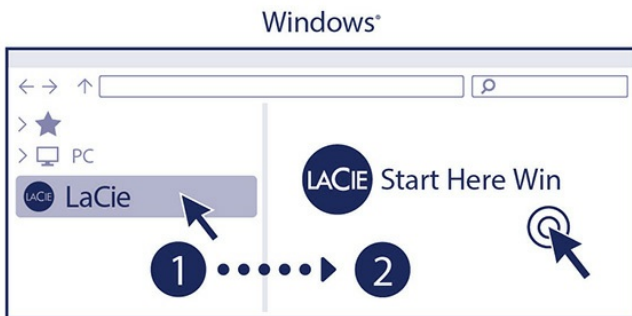 Windows®
PC
LACIE LaCie
LACIE Start Here Win
1 2